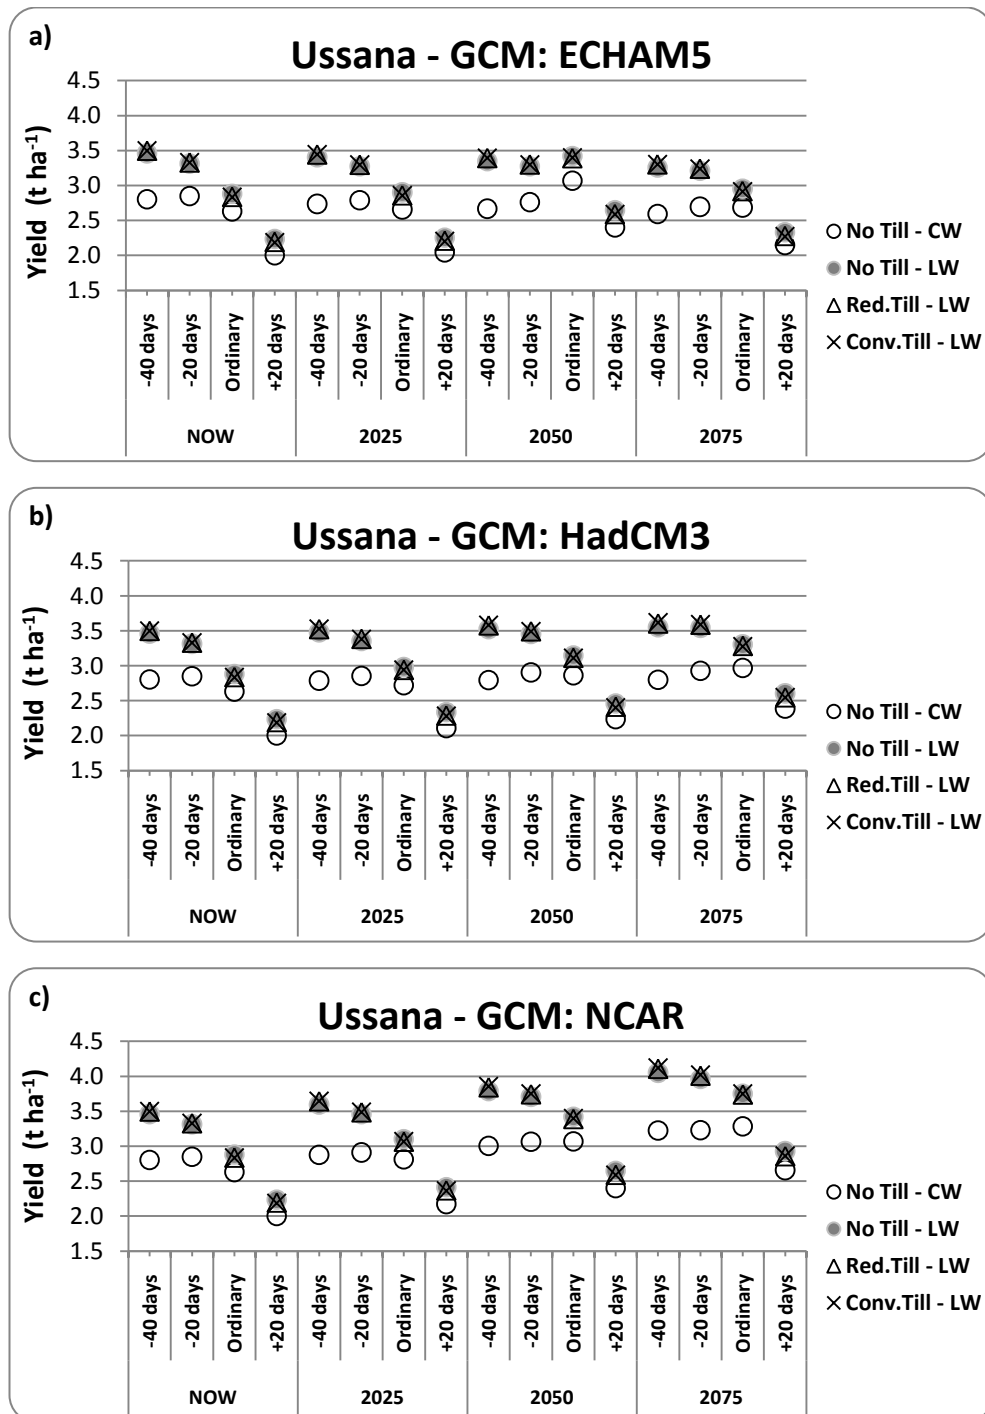 a)
Ussana - GCM: ECHAM5
Yield (t ha⁻¹)
4.5
4.0
3.5
3.0
2.5
2.0
1.5
-40 days
-20 days
Ordinary
+20 days
-40 days
-20 days
Ordinary
+20 days
-40 days
-20 days
Ordinary
+20 days
-40 days
-20 days
Ordinary
+20 days
NOW
2025
2050
2075
No Till - CW
No Till - LW
Red.Till - LW
Conv.Till - LW
b)
Ussana - GCM: HadCM3
Yield (t ha⁻¹)
4.5
4.0
3.5
3.0
2.5
2.0
1.5
-40 days
-20 days
Ordinary
+20 days
-40 days
-20 days
Ordinary
+20 days
-40 days
-20 days
Ordinary
+20 days
-40 days
-20 days
Ordinary
+20 days
NOW
2025
2050
2075
No Till - CW
No Till - LW
Red.Till - LW
Conv.Till - LW
c)
Ussana - GCM: NCAR
Yield (t ha⁻¹)
4.5
4.0
3.5
3.0
2.5
2.0
1.5
-40 days
-20 days
Ordinary
+20 days
-40 days
-20 days
Ordinary
+20 days
-40 days
-20 days
Ordinary
+20 days
-40 days
-20 days
Ordinary
+20 days
NOW
2025
2050
2075
No Till - CW
No Till - LW
Red.Till - LW
Conv.Till - LW